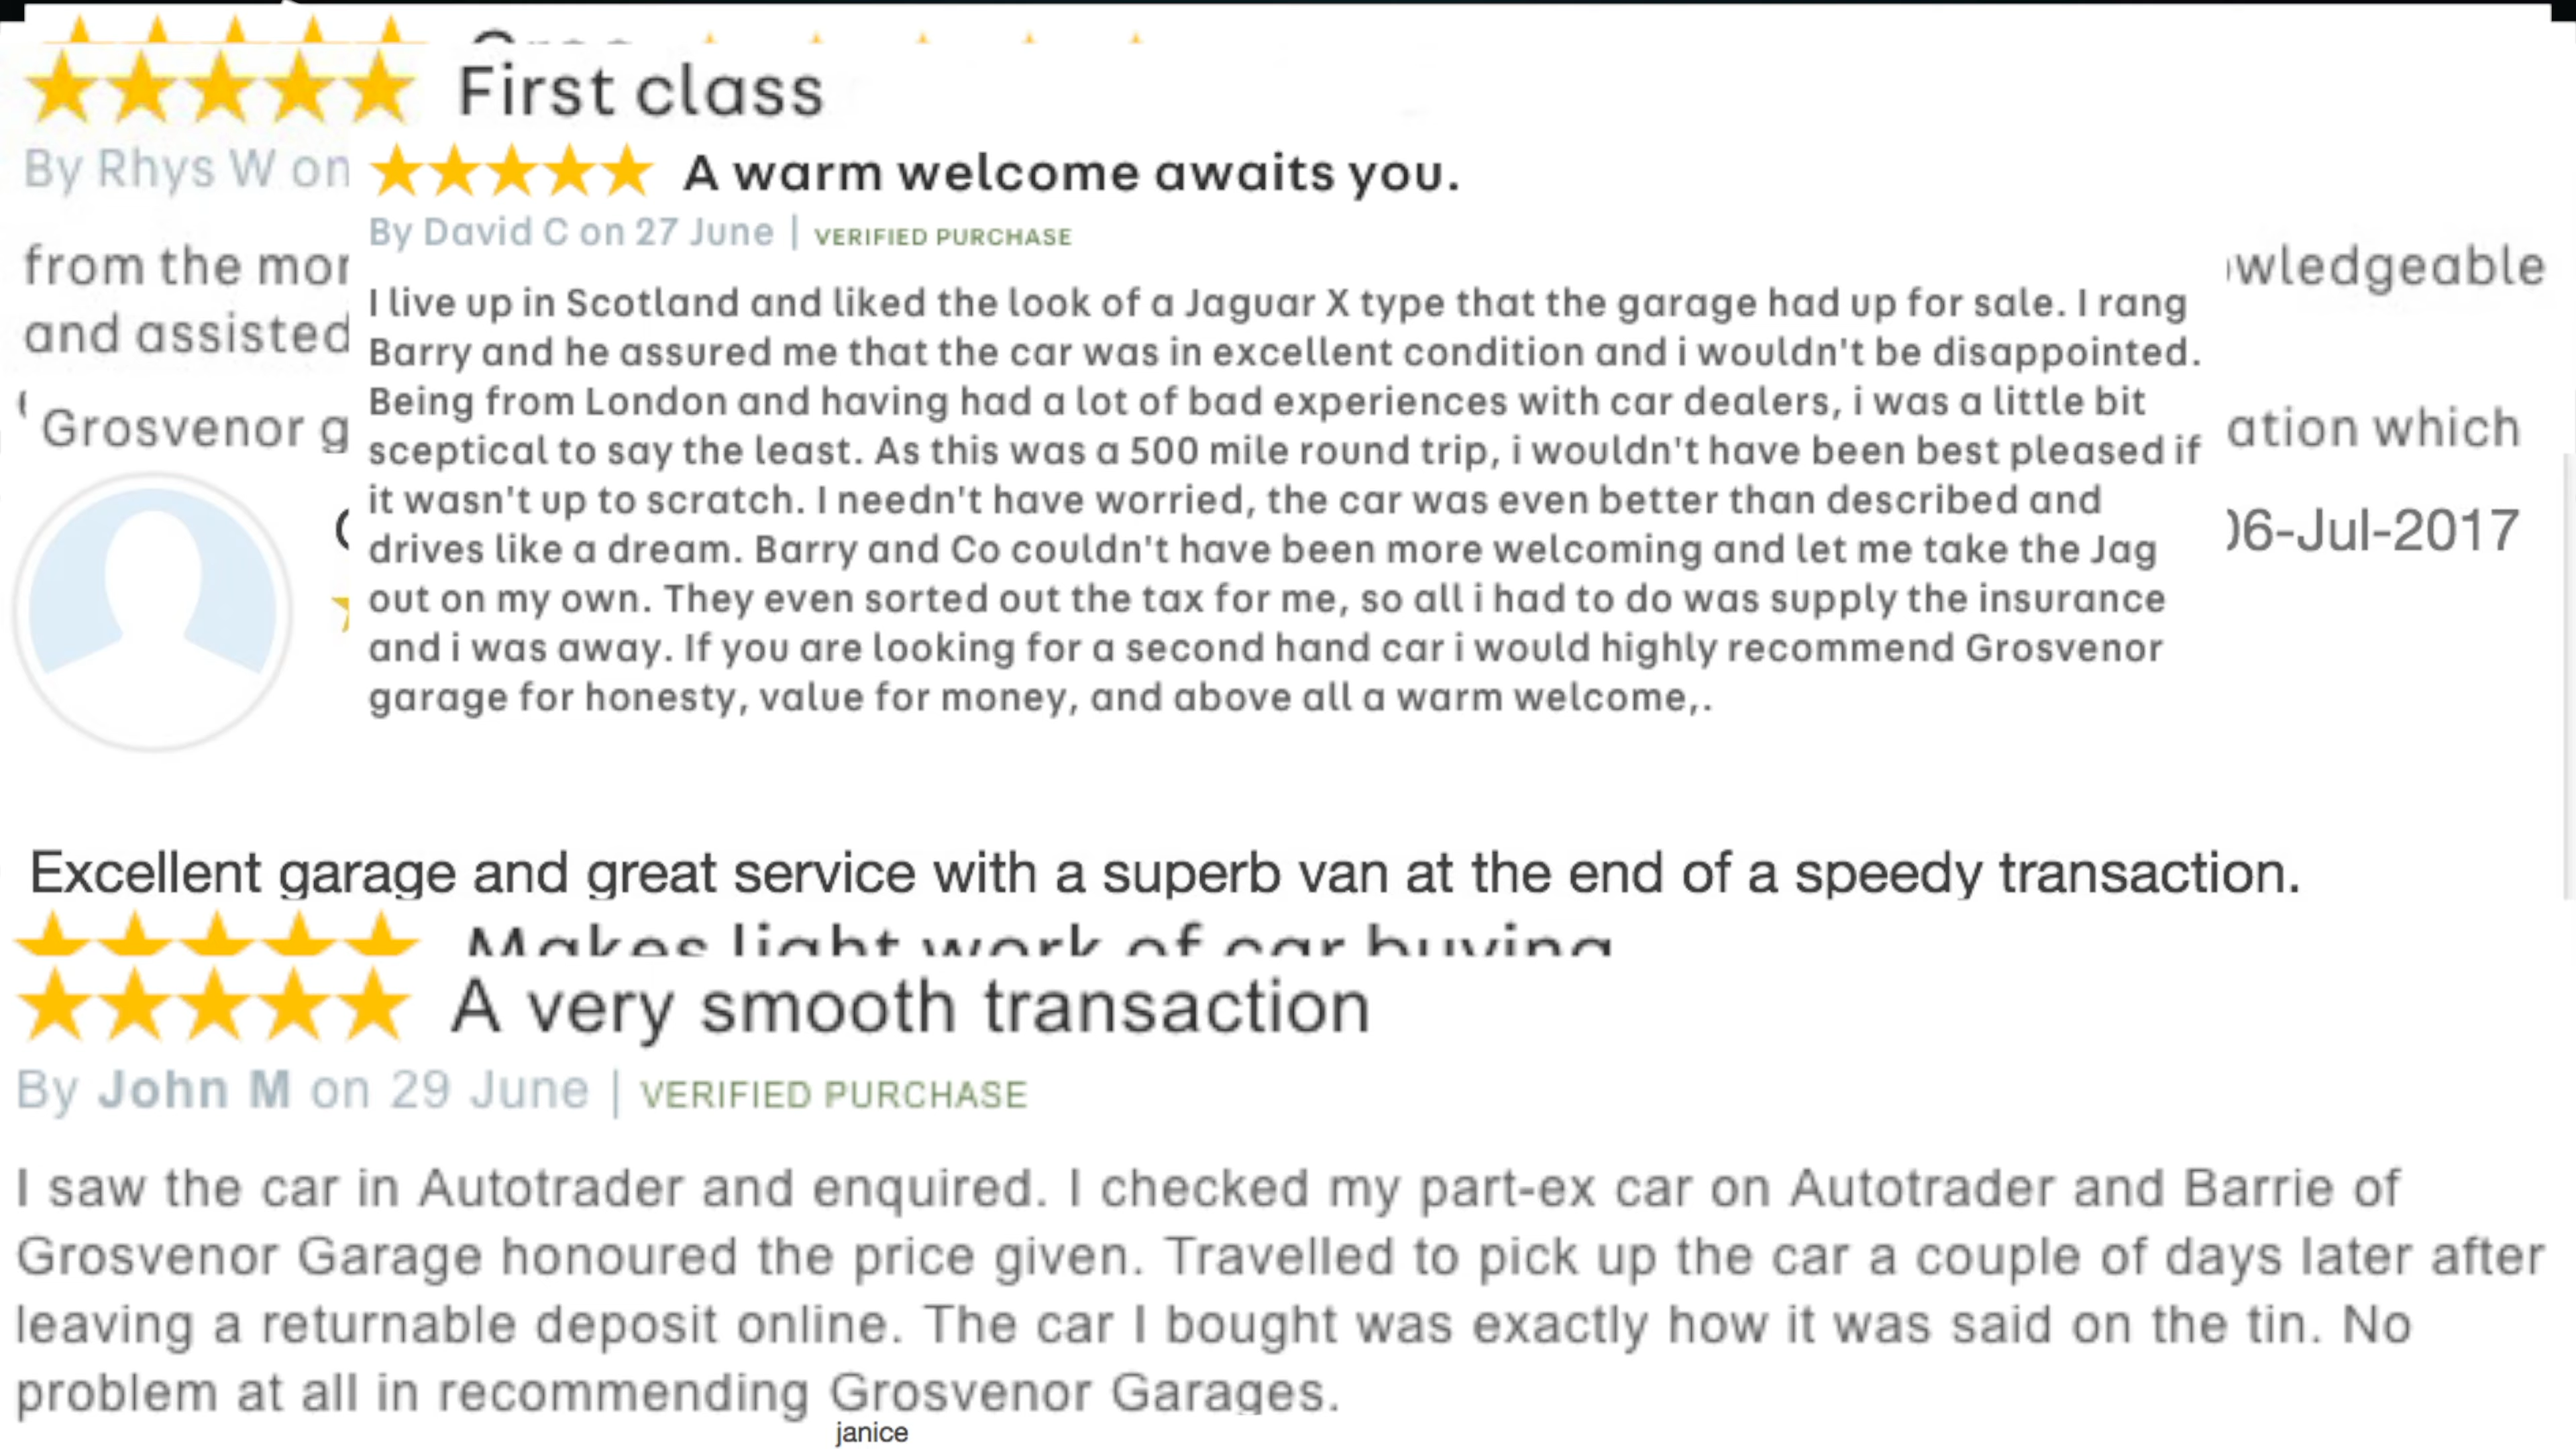 First class
By Rhys W on
A warm welcome awaits you.
By David C on 27 June | VERIFIED PURCHASE
from the
and assisted
Grosvenor
I live up in Scotland and liked the look of a Jaguar X type that the garage had up for sale. I rang
Barry and he assured me that the car was in excellent condition and i wouldn't be disappointed.
Being from London and having had a lot of bad experiences with car dealers, i was a little bit
sceptical to say the least. As this was a 500 mile round trip, i wouldn't have been best pleased if
it wasn't up to scratch. I needn't have worried, the car was even better than described and
drives like a dream. Barry and Co couldn't have been more welcoming and let me take the Jag
out on my own. They even sorted out the tax for me, so all i had to do was supply the insurance
and i was away. If you are looking for a second hand car i would highly recommend Grosvenor
garage for honesty, value for money, and above all a warm welcome,.
wledgeable
ation which
06-Jul-2017
Excellent garage and great service with a superb van at the end of a speedy transaction.
Makes light work of car buying
A very smooth transaction
By John M on 29 June | VERIFIED PURCHASE
I saw the car in Autotrader and enquired. I checked my part-ex car on Autotrader and Barrie of
Grosvenor Garage honoured the price given. Travelled to pick up the car a couple of days later after
leaving a returnable deposit online. The car I bought was exactly how it was said on the tin. No
problem at all in recommending Grosvenor Garages.
janice